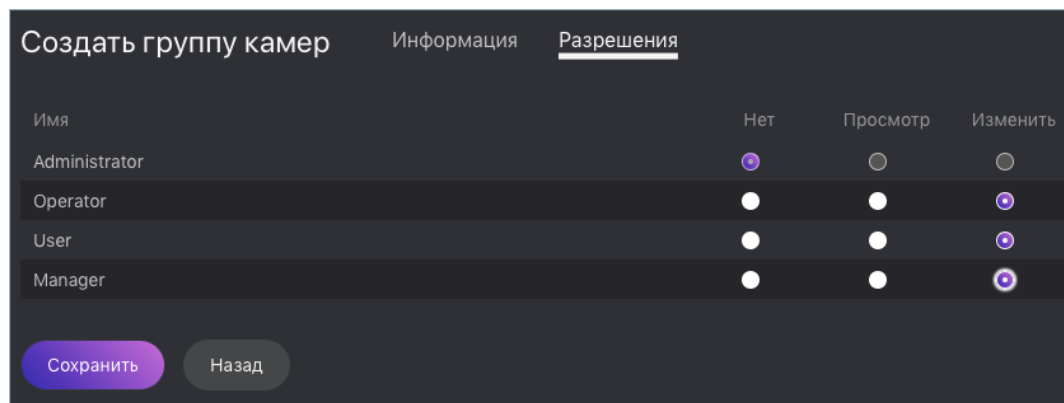 Создать группу камер Информация Разрешения
Имя Нет Просмотр Изменить
Administrator
Operator
User
Manager
Сохранить Назад